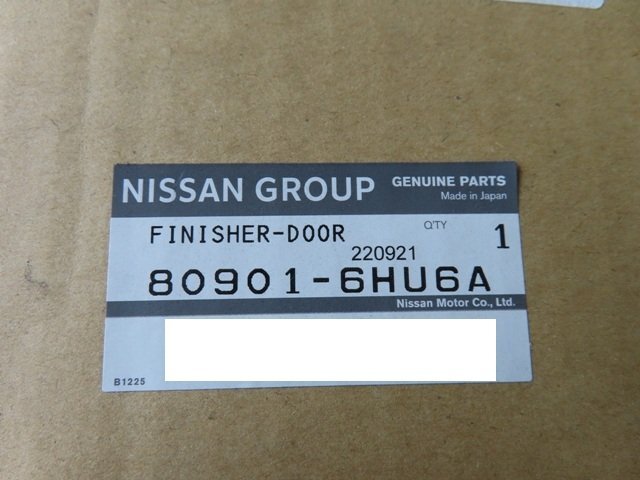 NISSAN GROUP GENUINE PARTS
Made in Japan
FINISHER-DOOR Q'TY 1
220921
80901-6HU6A
Nissan Motor Co., Ltd.
B1225